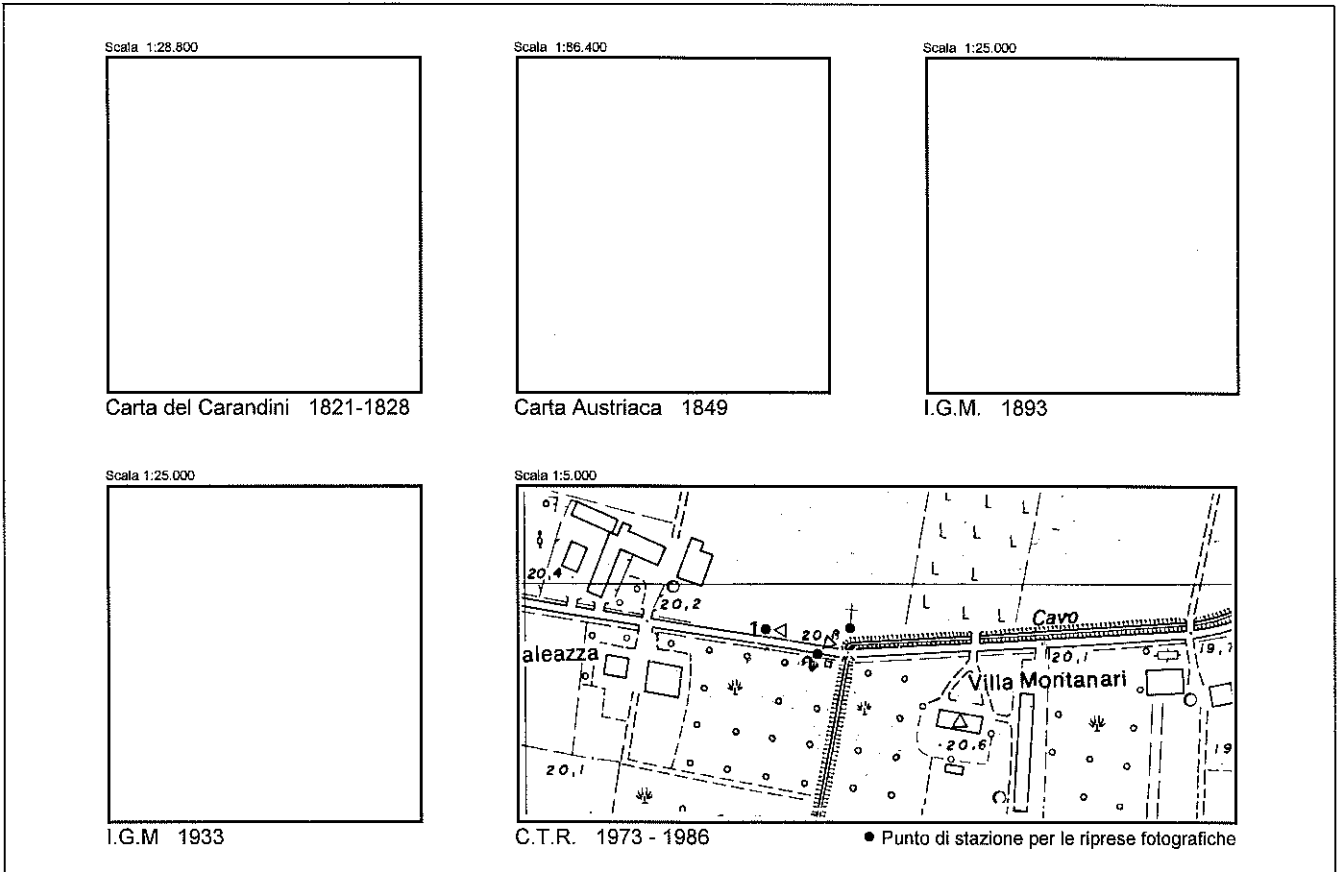 Scala 1:28.800
Scala 1:86.400
Scala 1:25.000
Carta del Carandini 1821-1828
Carta Austriaca 1849
I.G.M. 1893
Scala 1:25.000
Scala 1:5.000
20,4
20,2
1
Cavo
aleazza
2
20,1
19,7
Villa Montanari
20,6
20,1
19
I.G.M 1933
C.T.R. 1973 - 1986
● Punto di stazione per le riprese fotografiche